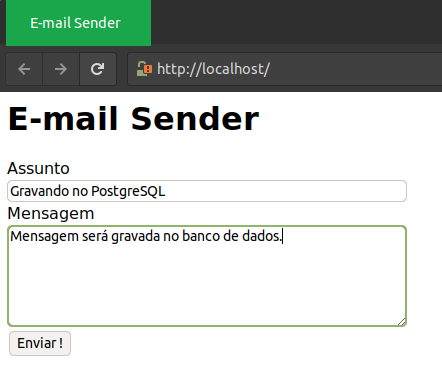 E-mail Sender
http://localhost/
E-mail Sender
Assunto
Gravando no PostgreSQL
Mensagem
Mensagem será gravada no banco de dados.
Enviar !